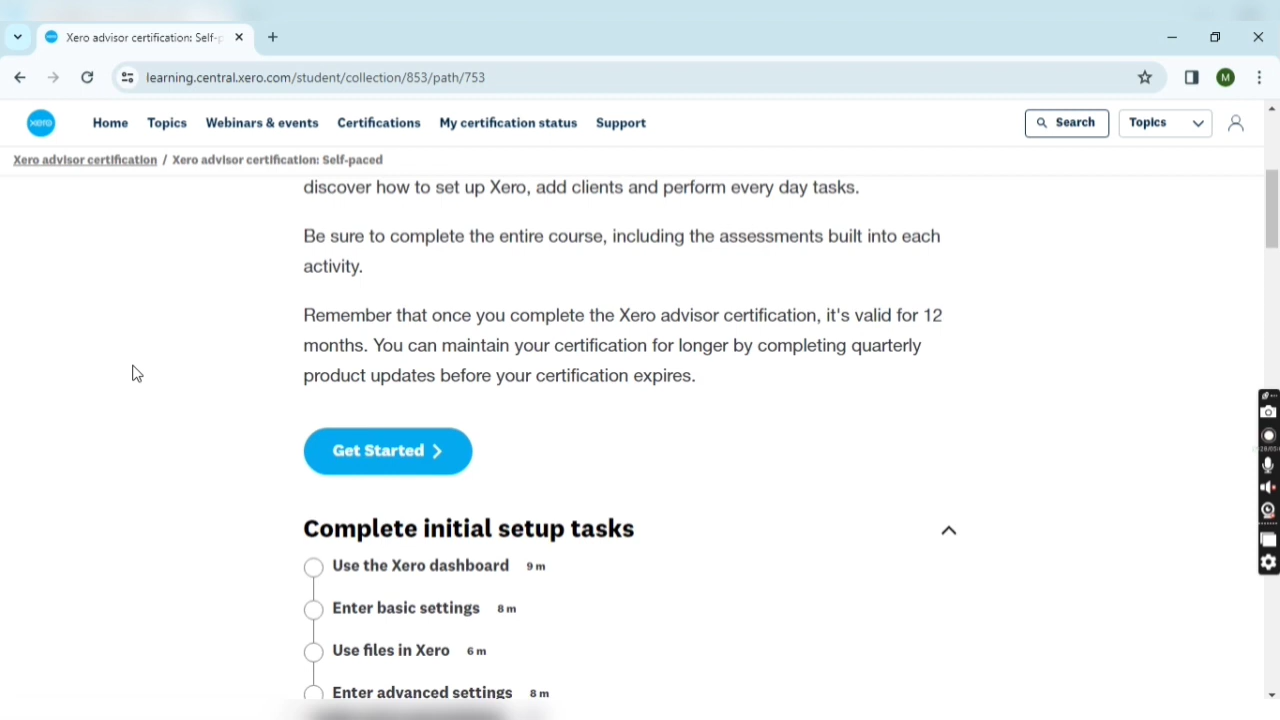 Xero advisor certification: Self-p
learning.central.xero.com/student/collection/853/path/753
M
xero
Home Topics Webinars & events Certifications My certification status Support Search Topics
Xero advisor certification / Xero advisor certification: Self-paced
discover how to set up Xero, add clients and perform every day tasks.
Be sure to complete the entire course, including the assessments built into each
activity.
Remember that once you complete the Xero advisor certification, it's valid for 12
months. You can maintain your certification for longer by completing quarterly
product updates before your certification expires.
Get Started
Complete initial setup tasks
Use the Xero dashboard 9 m
Enter basic settings 8 m
Use files in Xero 6 m
Enter advanced settings 8 m